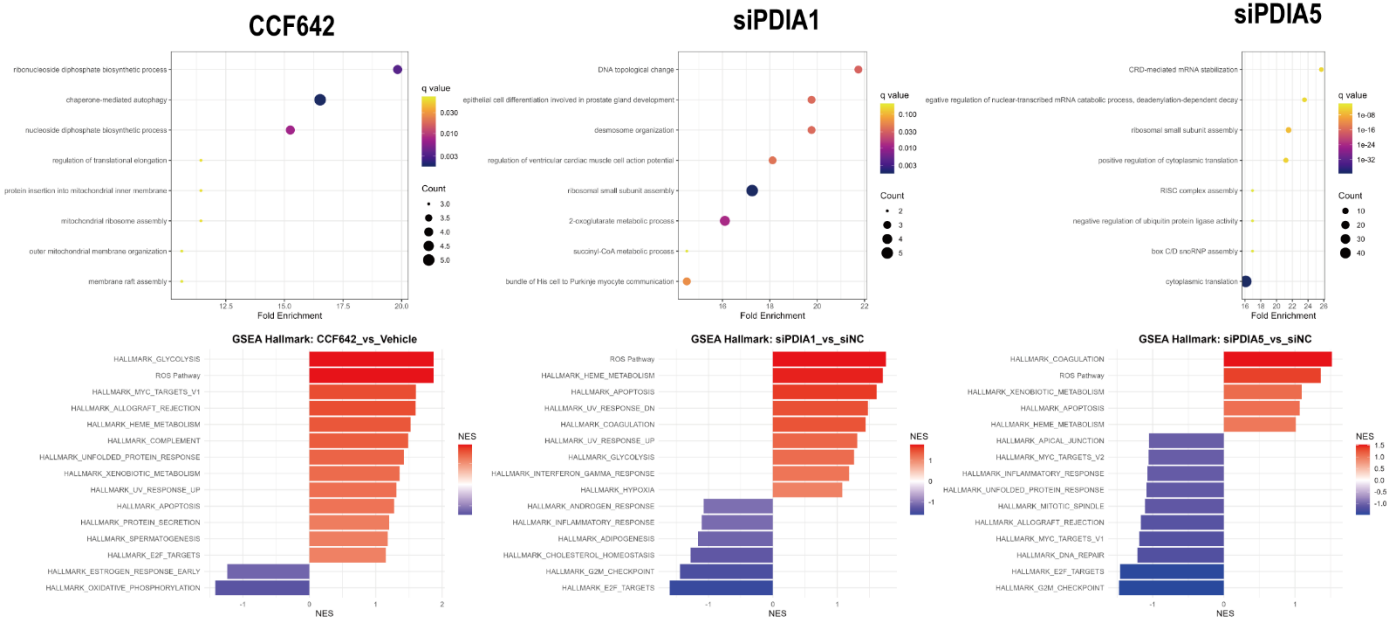 CCF642
siPDIA1
siPDIA5
ribonucleoside diphosphate biosynthetic process
chaperone-mediated autophagy
nucleoside diphosphate biosynthetic process
regulation of translational elongation
protein insertion into mitochondrial inner membrane
mitochondrial ribosome assembly
outer mitochondrial membrane organization
membrane raft assembly
12.5 15.0 17.5 20.0
Fold Enrichment
q value
0.030
0.010
0.003
Count
3.0
3.5
4.0
4.5
5.0
DNA topological change
epithelial cell differentiation involved in prostate gland development
desmosome organization
regulation of ventricular cardiac muscle cell action potential
ribosomal small subunit assembly
2-oxoglutarate metabolic process
succinyl-CoA metabolic process
bundle of His cell to Purkinje myocyte communication
16 18 20 22
Fold Enrichment
q value
0.100
0.030
0.010
0.003
Count
2
3
4
5
CRD-mediated mRNA stabilization
egative regulation of nuclear-transcribed mRNA catabolic process, deadenylation-dependent decay
ribosomal small subunit assembly
positive regulation of cytoplasmic translation
RISC complex assembly
negative regulation of ubiquitin protein ligase activity
box C/D snoRNP assembly
cytoplasmic translation
16 18 20 22 24 26
Fold Enrichment
q value
1e-08
1e-16
1e-24
1e-32
Count
10
20
30
40
GSEA Hallmark: CCF642_vs_Vehicle
HALLMARK_GLYCOLYSIS
ROS Pathway
HALLMARK_MYC_TARGETS_V1
HALLMARK_ALLOGRAFT_REJECTION
HALLMARK_HEME_METABOLISM
HALLMARK_COMPLEMENT
HALLMARK_UNFOLDED_PROTEIN_RESPONSE
HALLMARK_XENOBIOTIC_METABOLISM
HALLMARK_UV_RESPONSE_UP
HALLMARK_APOPTOSIS
HALLMARK_PROTEIN_SECRETION
HALLMARK_SPERMATOGENESIS
HALLMARK_E2F_TARGETS
HALLMARK_ESTROGEN_RESPONSE_EARLY
HALLMARK_OXIDATIVE_PHOSPHORYLATION
-1 0 1 2
NES
NES
1
0
-1
GSEA Hallmark: siPDIA1_vs_siNC
ROS Pathway
HALLMARK_HEME_METABOLISM
HALLMARK_APOPTOSIS
HALLMARK_UV_RESPONSE_DN
HALLMARK_COAGULATION
HALLMARK_UV_RESPONSE_UP
HALLMARK_GLYCOLYSIS
HALLMARK_INTERFERON_GAMMA_RESPONSE
HALLMARK_HYPOXIA
HALLMARK_ANDROGEN_RESPONSE
HALLMARK_INFLAMMATORY_RESPONSE
HALLMARK_ADIPOGENESIS
HALLMARK_CHOLESTEROL_HOMEOSTASIS
HALLMARK_G2M_CHECKPOINT
HALLMARK_E2F_TARGETS
-1 0 1
NES
NES
1
0
-1
GSEA Hallmark: siPDIA5_vs_siNC
HALLMARK_COAGULATION
ROS Pathway
HALLMARK_XENOBIOTIC_METABOLISM
HALLMARK_APOPTOSIS
HALLMARK_HEME_METABOLISM
HALLMARK_APICAL_JUNCTION
HALLMARK_MYC_TARGETS_V2
HALLMARK_INFLAMMATORY_RESPONSE
HALLMARK_UNFOLDED_PROTEIN_RESPONSE
HALLMARK_MITOTIC_SPINDLE
HALLMARK_ALLOGRAFT_REJECTION
HALLMARK_MYC_TARGETS_V1
HALLMARK_DNA_REPAIR
HALLMARK_E2F_TARGETS
HALLMARK_G2M_CHECKPOINT
-1 0 1
NES
NES
1.5
1.0
0.5
0.0
-0.5
-1.0